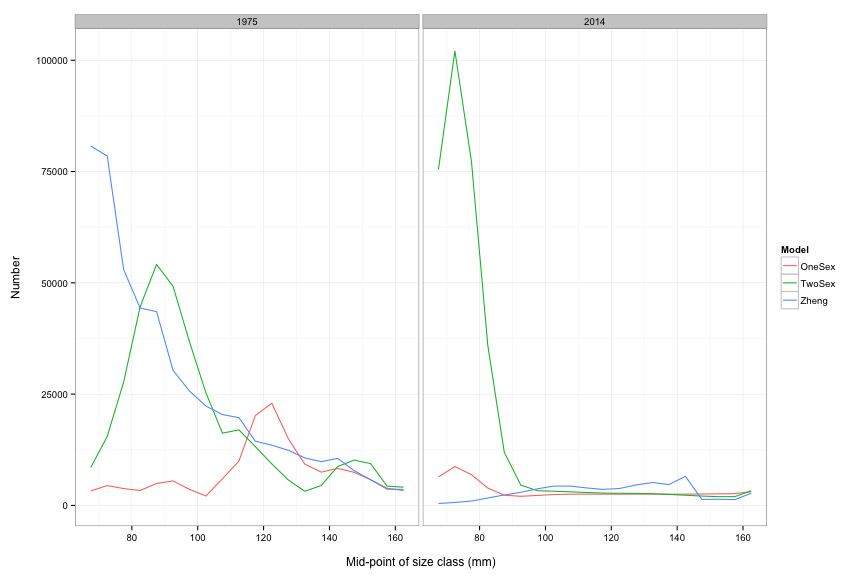 1975
2014
100000
75000
50000
25000
0
Number
80
100
120
140
160
80
100
120
140
160
Mid-point of size class (mm)
Model
OneSex
TwoSex
Zheng